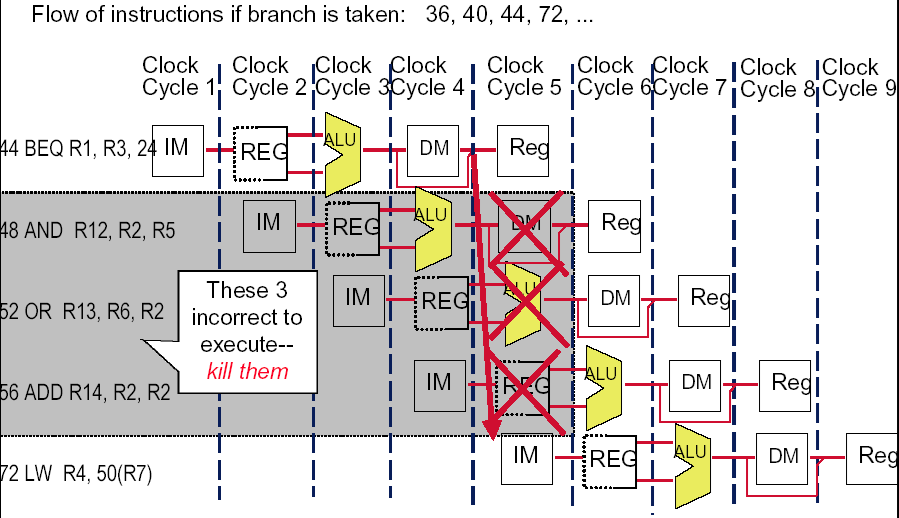 Flow of instructions if branch is taken: 36, 40, 44, 72, ...
Clock Cycle 1
Clock Cycle 2
Clock Cycle 3
Clock Cycle 4
Clock Cycle 5
Clock Cycle 6
Clock Cycle 7
Clock Cycle 8
Clock Cycle 9
44 BEQ R1, R3, 24 IM REG ALU DM Reg
48 AND R12, R2, R5 IM REG ALU DM Reg
52 OR R13, R6, R2 IM REG ALU DM Reg
56 ADD R14, R2, R2 IM REG ALU DM Reg
72 LW R4, 50(R7) IM REG ALU DM Reg
These 3
incorrect to
execute--
kill them